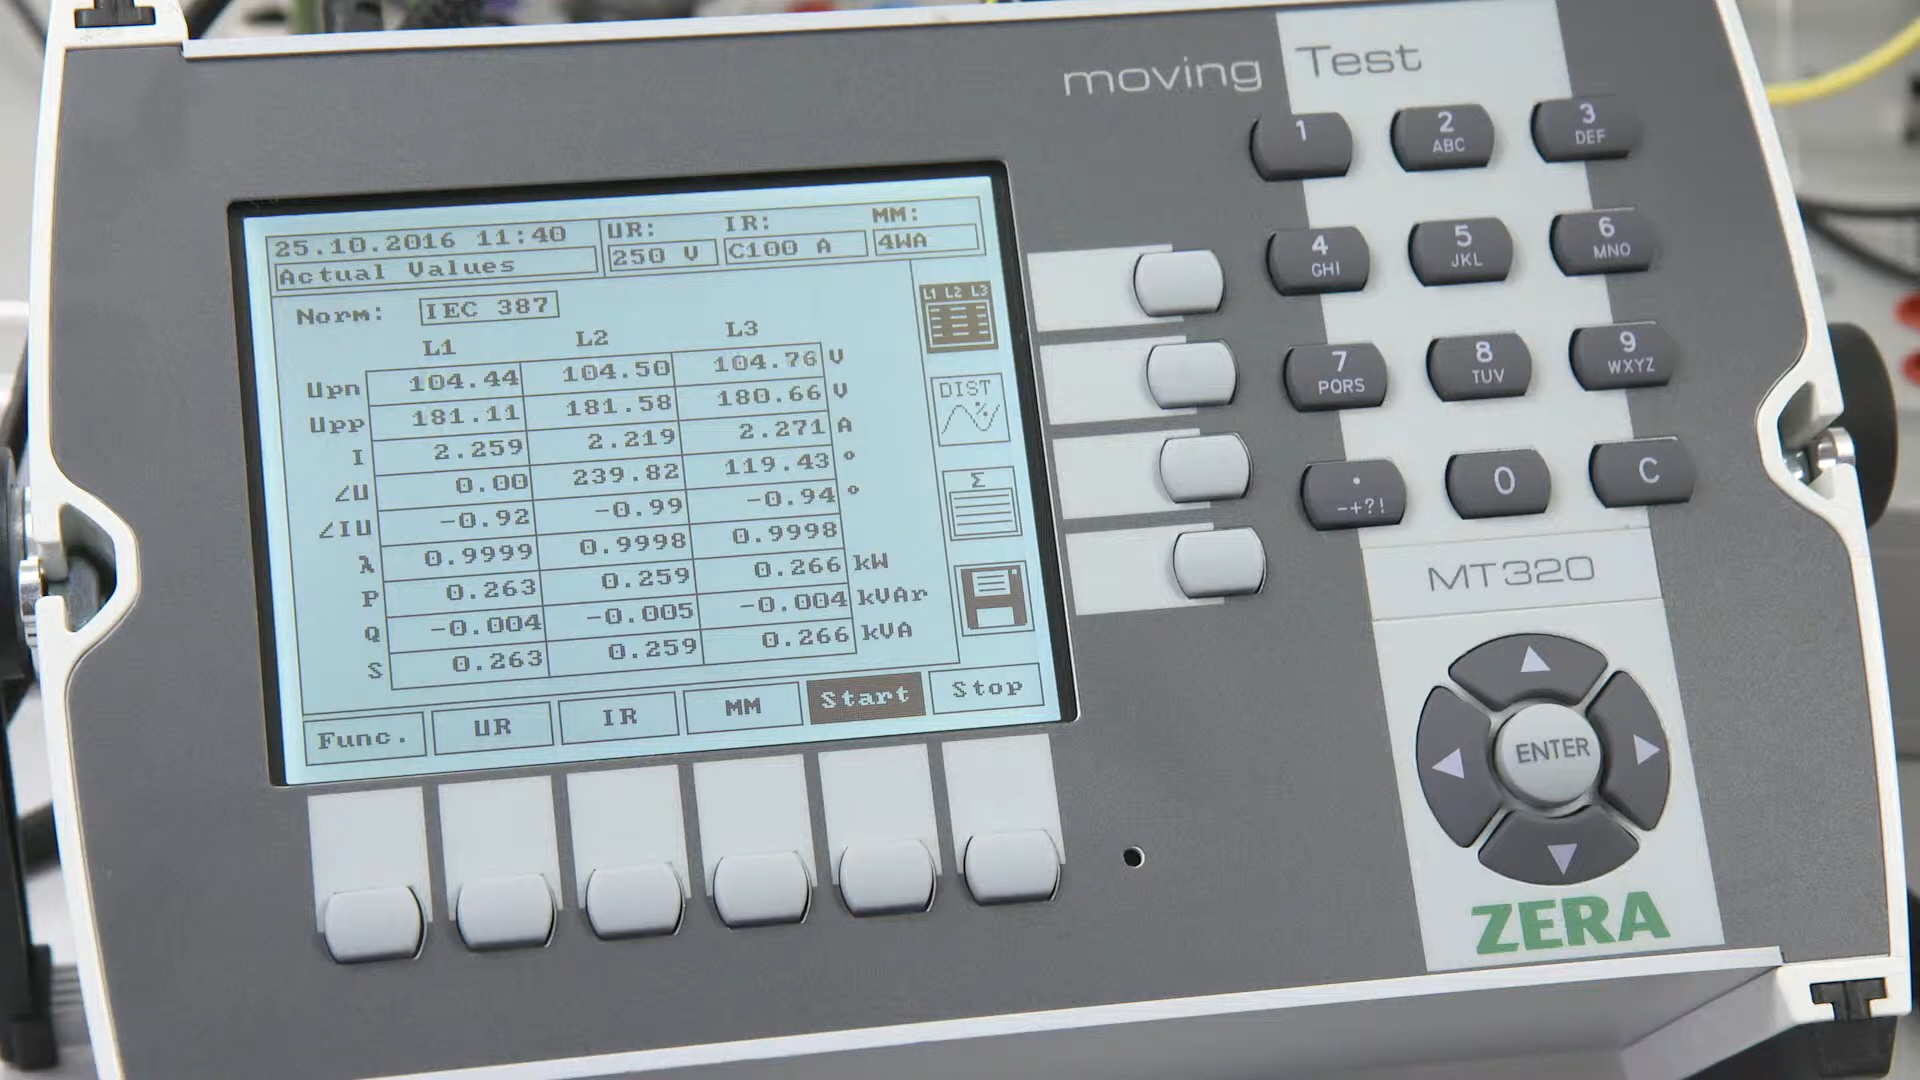 moving Test
25.10.2016 11:40 UR: IR: MM:
Actual Values 250 V C100 A 4WA
Norm: IEC 387
L1 L2 L3
Upn 104.44 104.50 104.76 V
Upp 181.11 181.58 180.66 V
I 2.259 2.219 2.271 A
∠U 0.00 239.82 119.43 °
∠IU -0.92 -0.99 -0.94 °
λ 0.9999 0.9998 0.9998
P 0.263 0.259 0.266 kW
Q -0.004 -0.005 -0.004 kVAr
S 0.263 0.259 0.266 kVA
L1 L2 L3
DIST
%
Σ
Func. UR IR MM Start Stop
1 2 3
ABC DEF
4 5 6
GHI JKL MNO
7 8 9
PQRS TUV WXYZ
. 0 C
-+?!
MT320
ENTER
ZERA